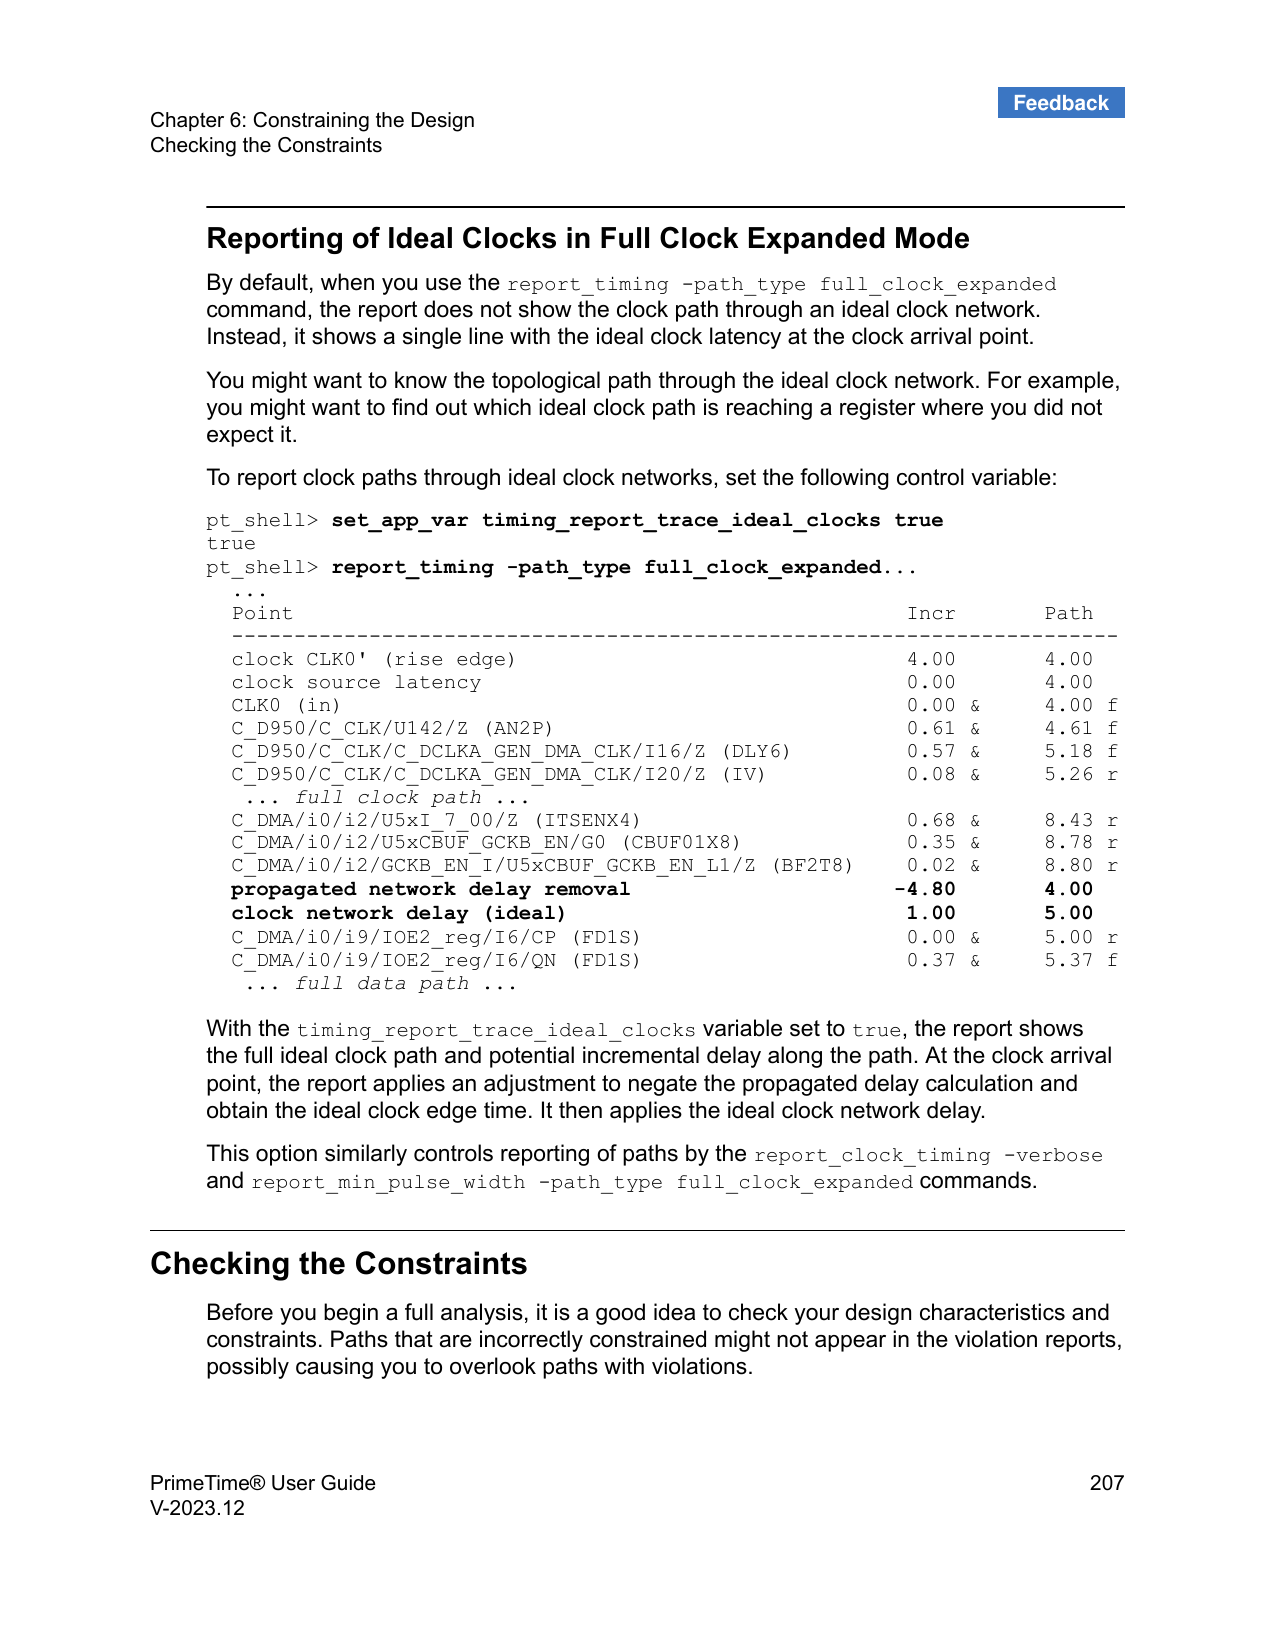 Feedback
Chapter 6: Constraining the Design
Checking the Constraints
Reporting of Ideal Clocks in Full Clock Expanded Mode
By default, when you use the report_timing -path_type full_clock_expanded
command, the report does not show the clock path through an ideal clock network.
Instead, it shows a single line with the ideal clock latency at the clock arrival point.
You might want to know the topological path through the ideal clock network. For example,
you might want to find out which ideal clock path is reaching a register where you did not
expect it.
To report clock paths through ideal clock networks, set the following control variable:
pt_shell> set_app_var timing_report_trace_ideal_clocks true
true
pt_shell> report_timing -path_type full_clock_expanded...
...
Point Incr Path
-----------------------------------------------------------------------
clock CLK0' (rise edge) 4.00 4.00
clock source latency 0.00 4.00
CLK0 (in) 0.00 & 4.00 f
C_D950/C_CLK/U142/Z (AN2P) 0.61 & 4.61 f
C_D950/C_CLK/C_DCLKA_GEN_DMA_CLK/I16/Z (DLY6) 0.57 & 5.18 f
C_D950/C_CLK/C_DCLKA_GEN_DMA_CLK/I20/Z (IV) 0.08 & 5.26 r
... full clock path ...
C_DMA/i0/i2/U5xI_7_00/Z (ITSENX4) 0.68 & 8.43 r
C_DMA/i0/i2/U5xCBUF_GCKB_EN/G0 (CBUF01X8) 0.35 & 8.78 r
C_DMA/i0/i2/GCKB_EN_I/U5xCBUF_GCKB_EN_L1/Z (BF2T8) 0.02 & 8.80 r
propagated network delay removal -4.80 4.00
clock network delay (ideal) 1.00 5.00
C_DMA/i0/i9/IOE2_reg/I6/CP (FD1S) 0.00 & 5.00 r
C_DMA/i0/i9/IOE2_reg/I6/QN (FD1S) 0.37 & 5.37 f
... full data path ...
With the timing_report_trace_ideal_clocks variable set to true, the report shows
the full ideal clock path and potential incremental delay along the path. At the clock arrival
point, the report applies an adjustment to negate the propagated delay calculation and
obtain the ideal clock edge time. It then applies the ideal clock network delay.
This option similarly controls reporting of paths by the report_clock_timing -verbose
and report_min_pulse_width -path_type full_clock_expanded commands.
Checking the Constraints
Before you begin a full analysis, it is a good idea to check your design characteristics and
constraints. Paths that are incorrectly constrained might not appear in the violation reports,
possibly causing you to overlook paths with violations.
PrimeTime® User Guide 207
V-2023.12